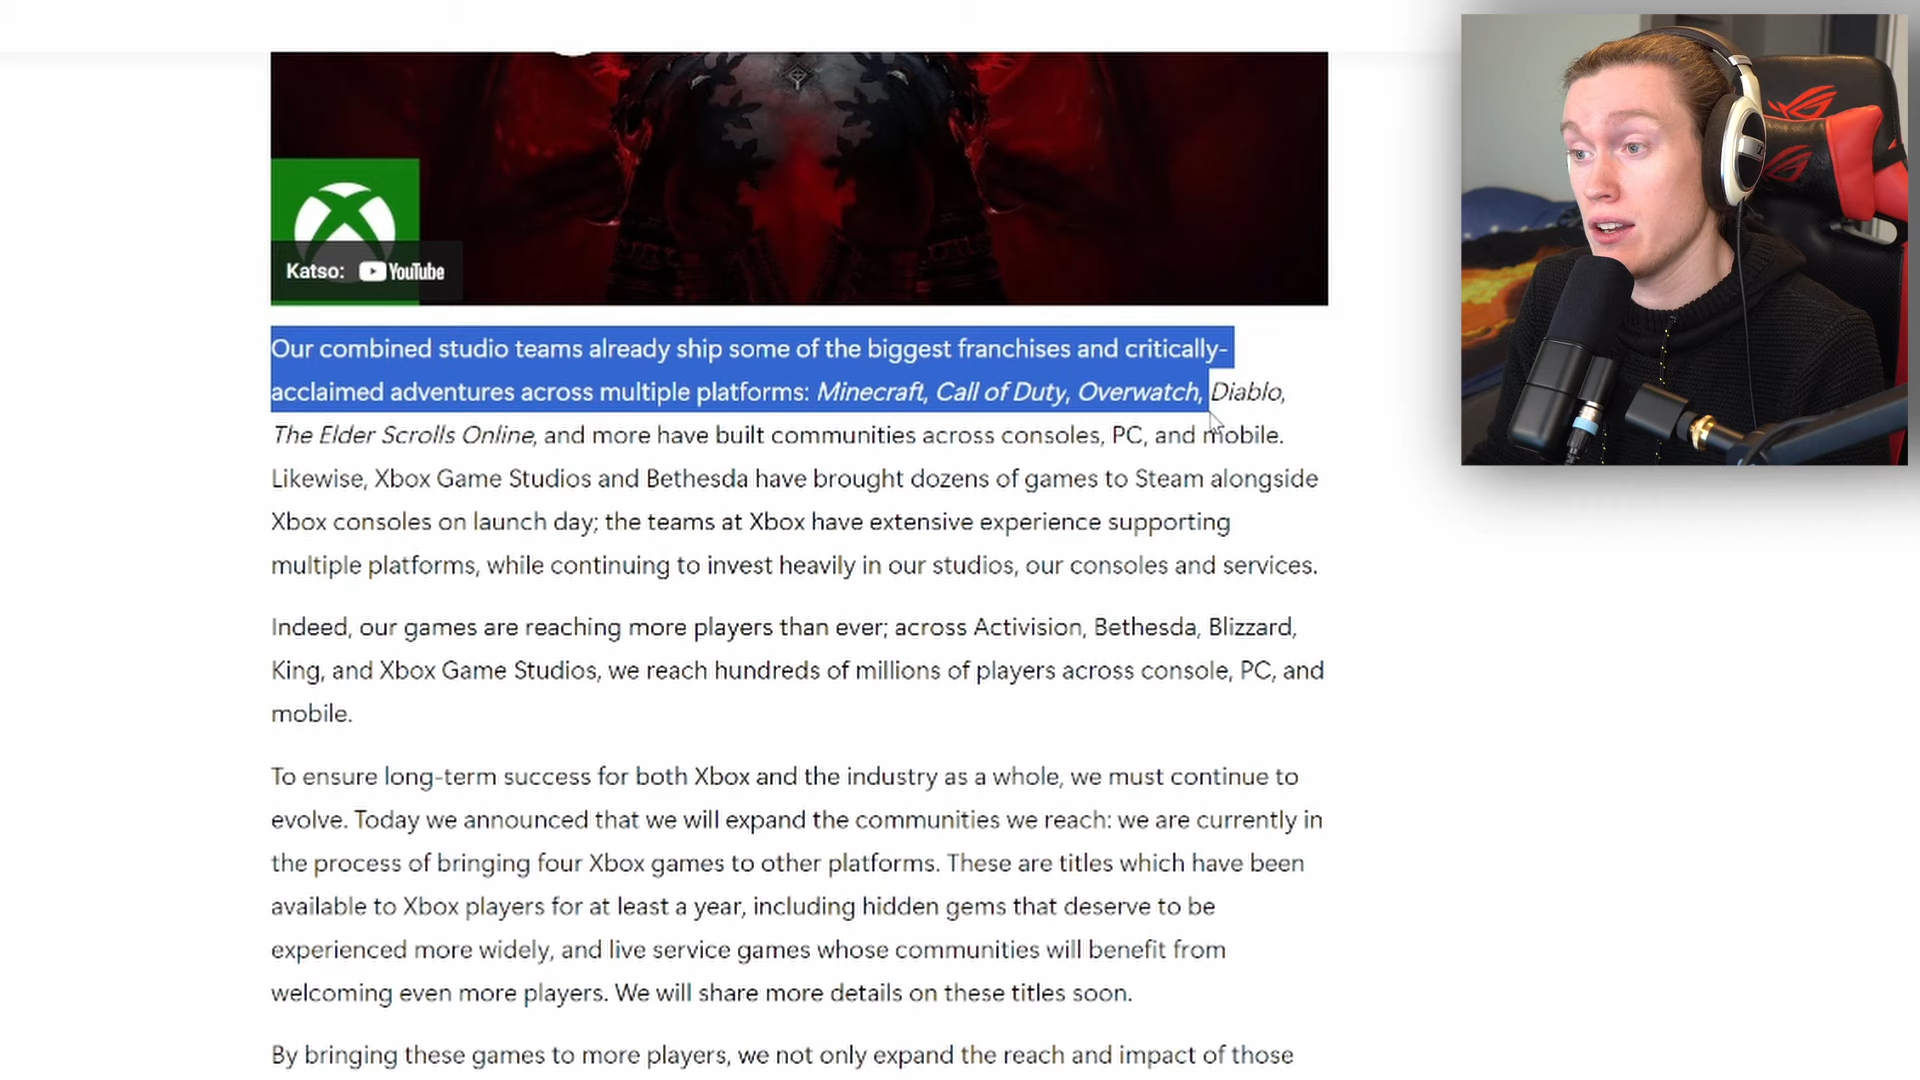 Katso: YouTube
Our combined studio teams already ship some of the biggest franchises and critically-
acclaimed adventures across multiple platforms: Minecraft, Call of Duty, Overwatch, Diablo,
The Elder Scrolls Online, and more have built communities across consoles, PC, and mobile.
Likewise, Xbox Game Studios and Bethesda have brought dozens of games to Steam alongside
Xbox consoles on launch day; the teams at Xbox have extensive experience supporting
multiple platforms, while continuing to invest heavily in our studios, our consoles and services.
Indeed, our games are reaching more players than ever; across Activision, Bethesda, Blizzard,
King, and Xbox Game Studios, we reach hundreds of millions of players across console, PC, and
mobile.
To ensure long-term success for both Xbox and the industry as a whole, we must continue to
evolve. Today we announced that we will expand the communities we reach: we are currently in
the process of bringing four Xbox games to other platforms. These are titles which have been
available to Xbox players for at least a year, including hidden gems that deserve to be
experienced more widely, and live service games whose communities will benefit from
welcoming even more players. We will share more details on these titles soon.
By bringing these games to more players, we not only expand the reach and impact of those